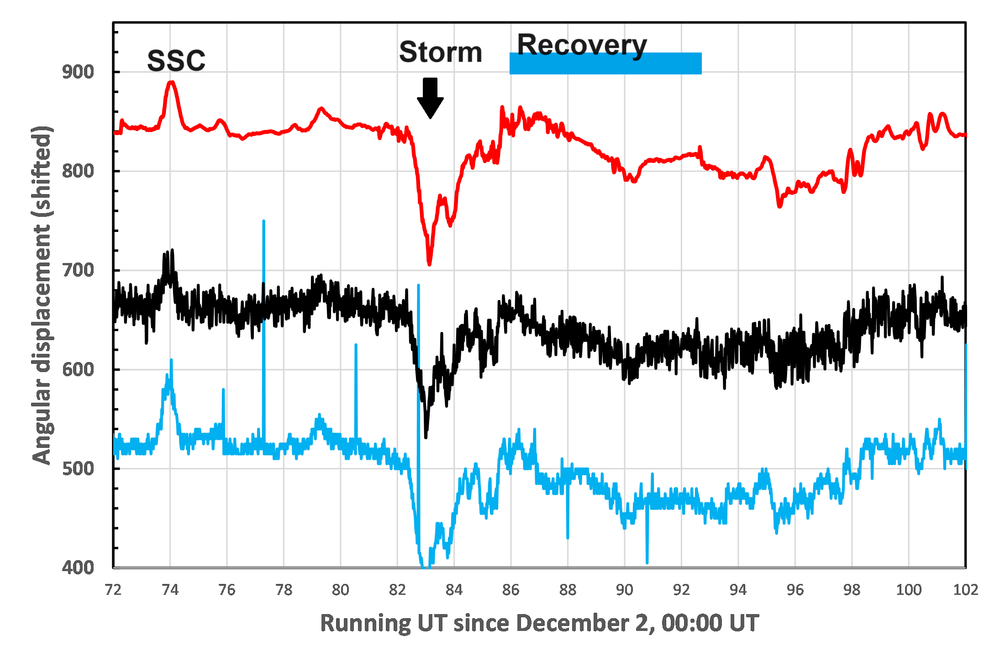 Recovery
Storm
SSC
900
800
700
600
500
400
Angular displacement (shifted)
72 74 76 78 80 82 84 86 88 90 92 94 96 98 100 102
Running UT since December 2, 00:00 UT